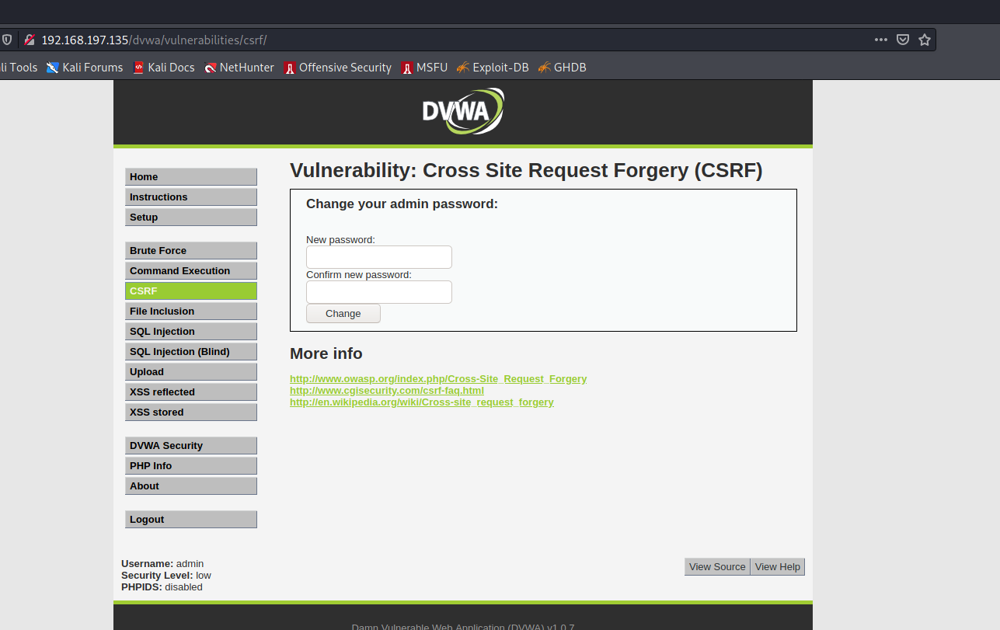 192.168.197.135/dvwa/vulnerabilities/csrf/
li Tools Kali Forums Kali Docs NetHunter Offensive Security MSFU Exploit-DB GHDB
DVWA
Home
Instructions
Setup
Brute Force
Command Execution
CSRF
File Inclusion
SQL Injection
SQL Injection (Blind)
Upload
XSS reflected
XSS stored
DVWA Security
PHP Info
About
Logout
Vulnerability: Cross Site Request Forgery (CSRF)
Change your admin password:
New password:
Confirm new password:
Change
More info
http://www.owasp.org/index.php/Cross-Site_Request_Forgery
http://www.cgisecurity.com/csrf-faq.html
http://en.wikipedia.org/wiki/Cross-site_request_forgery
Username: admin
Security Level: low
PHPIDS: disabled
View Source View Help
Damn Vulnerable Web Application (DVWA) v1.0.7